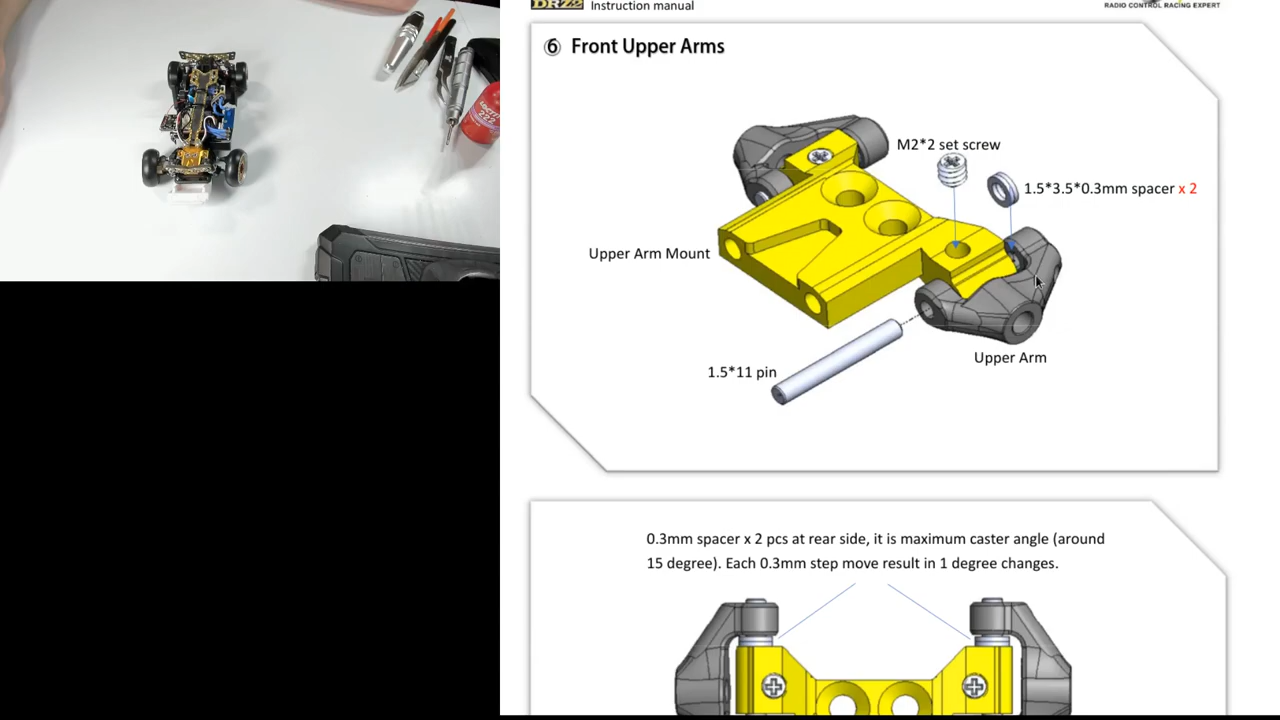 DRZ2 Instruction manual
RADIO CONTROL RACING EXPERT
6 Front Upper Arms
M2*2 set screw
1.5*3.5*0.3mm spacer x 2
Upper Arm Mount
Upper Arm
1.5*11 pin
0.3mm spacer x 2 pcs at rear side, it is maximum caster angle (around
15 degree). Each 0.3mm step move result in 1 degree changes.
LOCTITE
222